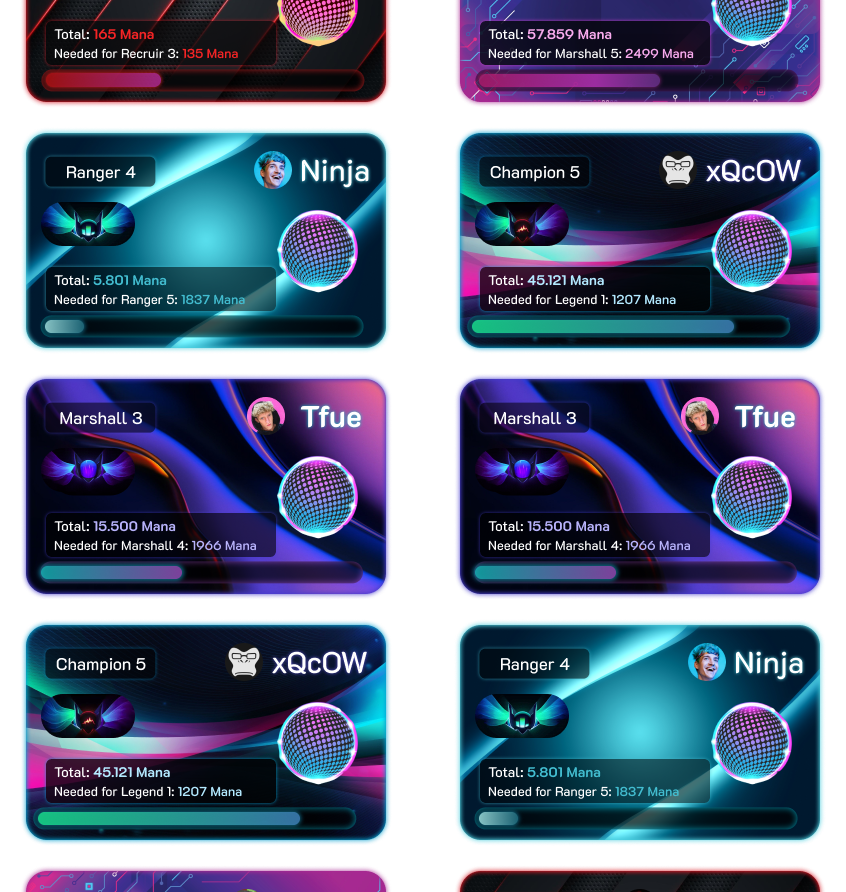 Total: 165 Mana
Needed for Recruir 3: 135 Mana
Total: 57.859 Mana
Needed for Marshall 5: 2499 Mana
Ranger 4
Ninja
Total: 5.801 Mana
Needed for Ranger 5: 1837 Mana
Champion 5
xQcOW
Total: 45.121 Mana
Needed for Legend 1: 1207 Mana
Marshall 3
Tfue
Total: 15.500 Mana
Needed for Marshall 4: 1966 Mana
Marshall 3
Tfue
Total: 15.500 Mana
Needed for Marshall 4: 1966 Mana
Champion 5
xQcOW
Total: 45.121 Mana
Needed for Legend 1: 1207 Mana
Ranger 4
Ninja
Total: 5.801 Mana
Needed for Ranger 5: 1837 Mana